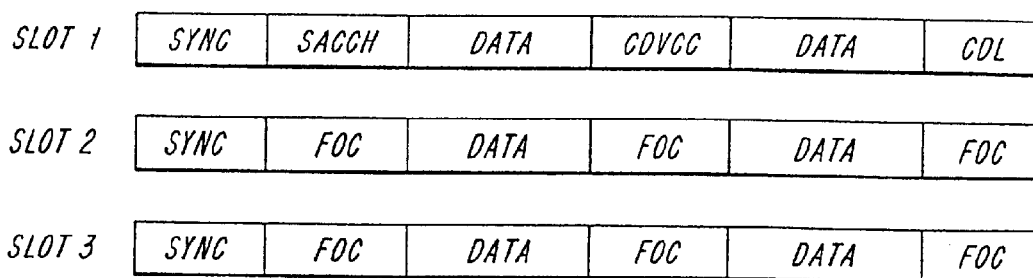 SLOT 1 SYNC SACCH DATA CDVCC DATA CDL
SLOT 2 SYNC FOC DATA FOC DATA FOC
SLOT 3 SYNC FOC DATA FOC DATA FOC